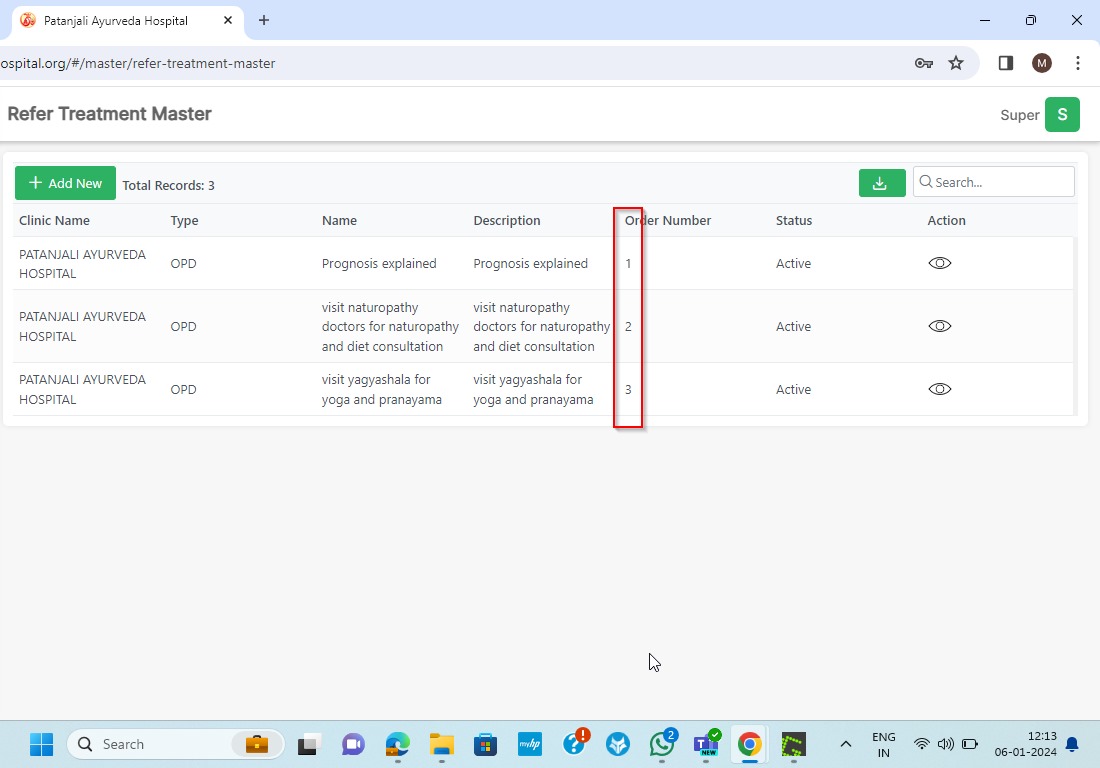 Patanjali Ayurveda Hospital
ospital.org/#/master/refer-treatment-master
M
Refer Treatment Master
Super S
Add New Total Records: 3
Search...
Clinic Name Type Name Description Order Number Status Action
PATANJALI AYURVEDA
HOSPITAL
OPD
Prognosis explained
Prognosis explained
1
Active
PATANJALI AYURVEDA
HOSPITAL
OPD
visit naturopathy
doctors for naturopathy
and diet consultation
visit naturopathy
doctors for naturopathy
and diet consultation
2
Active
PATANJALI AYURVEDA
HOSPITAL
OPD
visit yagyashala for
yoga and pranayama
visit yagyashala for
yoga and pranayama
3
Active
Search
myhp
?
!
2
NEW
ENG
IN
12:13
06-01-2024